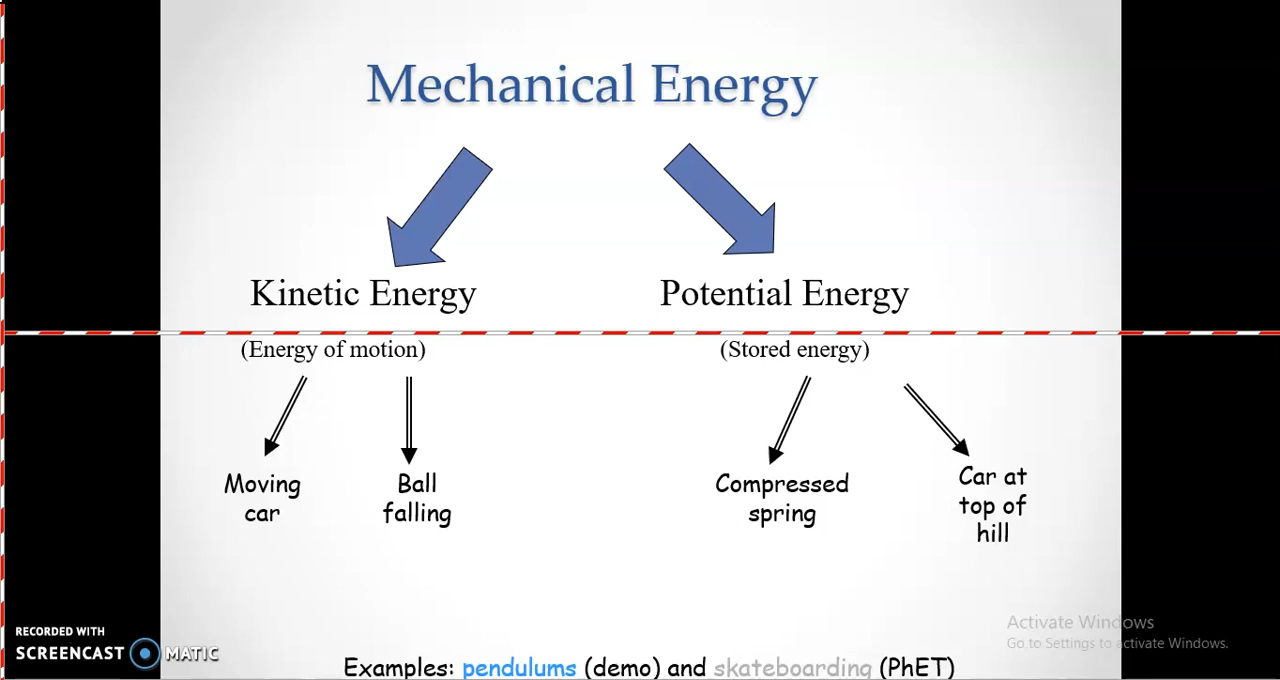 Mechanical Energy
Kinetic Energy
Potential Energy
(Energy of motion)
(Stored energy)
Moving
car
Ball
falling
Compressed
spring
Car at
top of
hill
Activate Windows
Go to Settings to activate Windows.
RECORDED WITH
SCREENCAST MATIC
Examples: pendulums (demo) and skateboarding (PhET)